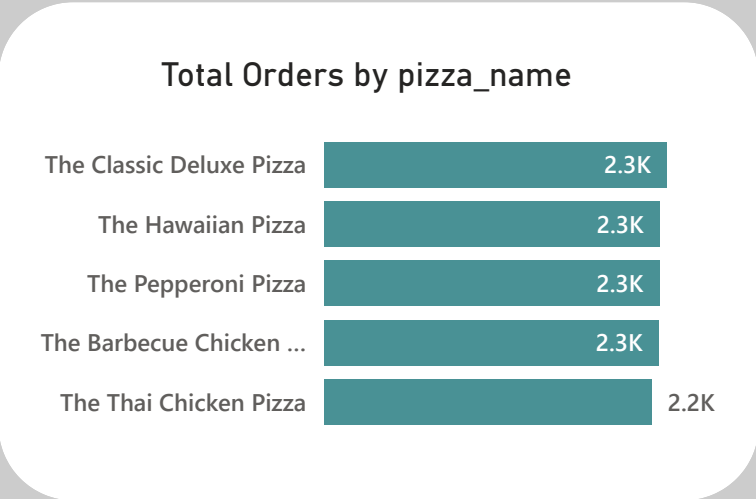 Total Orders by pizza_name
The Classic Deluxe Pizza 2.3K
The Hawaiian Pizza 2.3K
The Pepperoni Pizza 2.3K
The Barbecue Chicken ... 2.3K
The Thai Chicken Pizza 2.2K